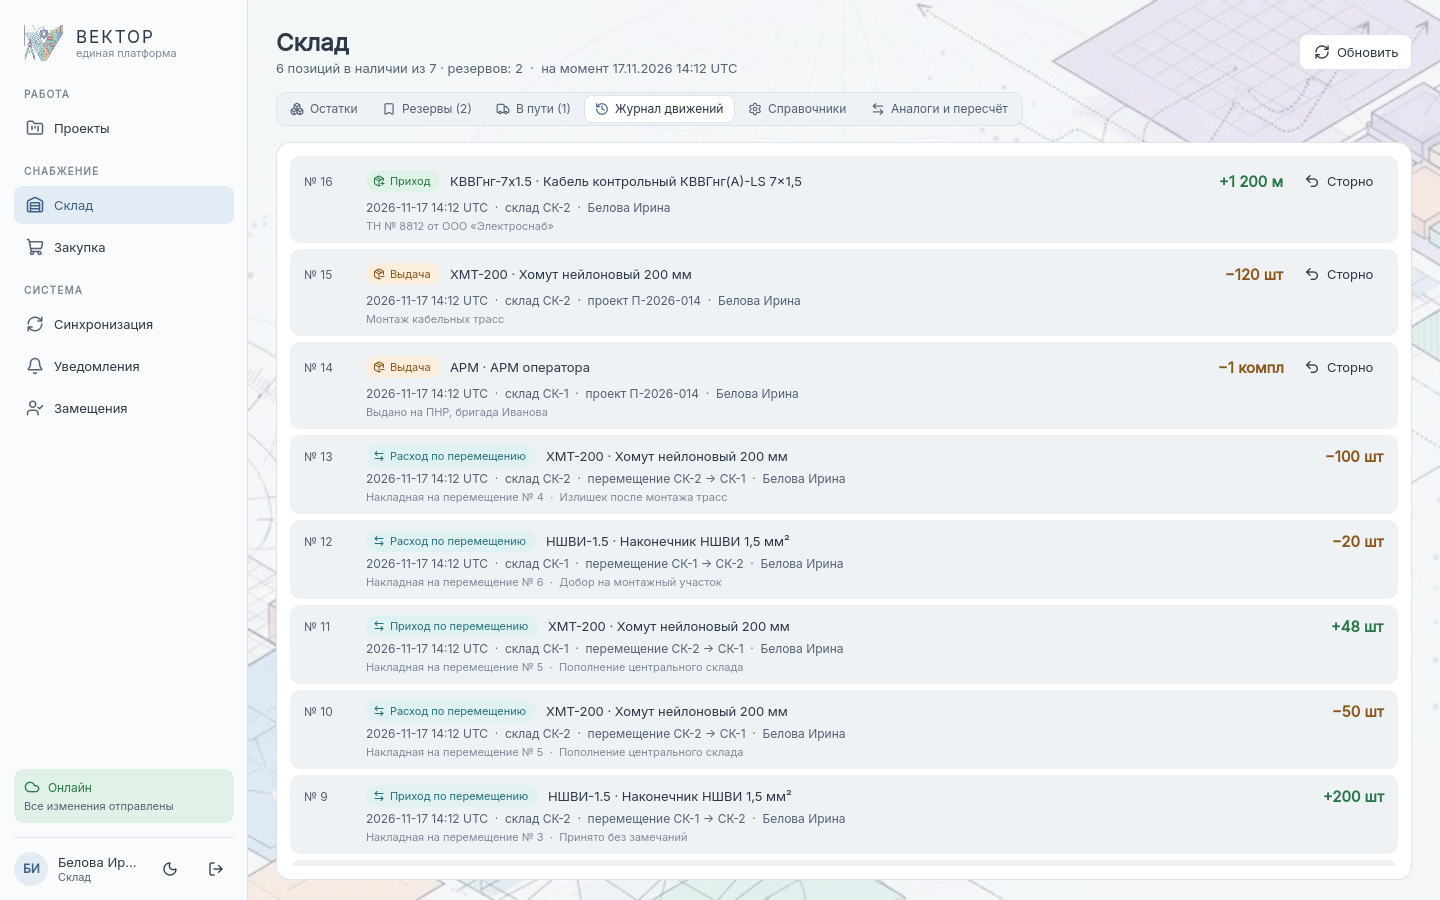 ВЕКТОР
единая платформа
РАБОТА
Проекты
СНАБЖЕНИЕ
Склад
Закупка
СИСТЕМА
Синхронизация
Уведомления
Замещения
Онлайн
Все изменения отправлены
БИ
Белова Ир...
Склад
Склад
6 позиций в наличии из 7 · резервов: 2 · на момент 17.11.2026 14:12 UTC
Обновить
Остатки
Резервы (2)
В пути (1)
Журнал движений
Справочники
Аналоги и пересчёт
№ 16 Приход КВВГнг-7x1.5 · Кабель контрольный КВВГнг(А)-LS 7×1,5 +1 200 м Сторно
2026-11-17 14:12 UTC · склад СК-2 · Белова Ирина
ТН № 8812 от ООО «Электроснаб»
№ 15 Выдача ХМТ-200 · Хомут нейлоновый 200 мм −120 шт Сторно
2026-11-17 14:12 UTC · склад СК-2 · проект П-2026-014 · Белова Ирина
Монтаж кабельных трасс
№ 14 Выдача АРМ · АРМ оператора −1 компл Сторно
2026-11-17 14:12 UTC · склад СК-1 · проект П-2026-014 · Белова Ирина
Выдано на ПНР, бригада Иванова
№ 13 Расход по перемещению ХМТ-200 · Хомут нейлоновый 200 мм −100 шт
2026-11-17 14:12 UTC · склад СК-2 · перемещение СК-2 → СК-1 · Белова Ирина
Накладная на перемещение № 4 · Излишек после монтажа трасс
№ 12 Расход по перемещению НШВИ-1.5 · Наконечник НШВИ 1,5 мм² −20 шт
2026-11-17 14:12 UTC · склад СК-1 · перемещение СК-1 → СК-2 · Белова Ирина
Накладная на перемещение № 6 · Добор на монтажный участок
№ 11 Приход по перемещению ХМТ-200 · Хомут нейлоновый 200 мм +48 шт
2026-11-17 14:12 UTC · склад СК-1 · перемещение СК-2 → СК-1 · Белова Ирина
Накладная на перемещение № 5 · Пополнение центрального склада
№ 10 Расход по перемещению ХМТ-200 · Хомут нейлоновый 200 мм −50 шт
2026-11-17 14:12 UTC · склад СК-2 · перемещение СК-2 → СК-1 · Белова Ирина
Накладная на перемещение № 5 · Пополнение центрального склада
№ 9 Приход по перемещению НШВИ-1.5 · Наконечник НШВИ 1,5 мм² +200 шт
2026-11-17 14:12 UTC · склад СК-2 · перемещение СК-1 → СК-2 · Белова Ирина
Накладная на перемещение № 3 · Принято без замечаний